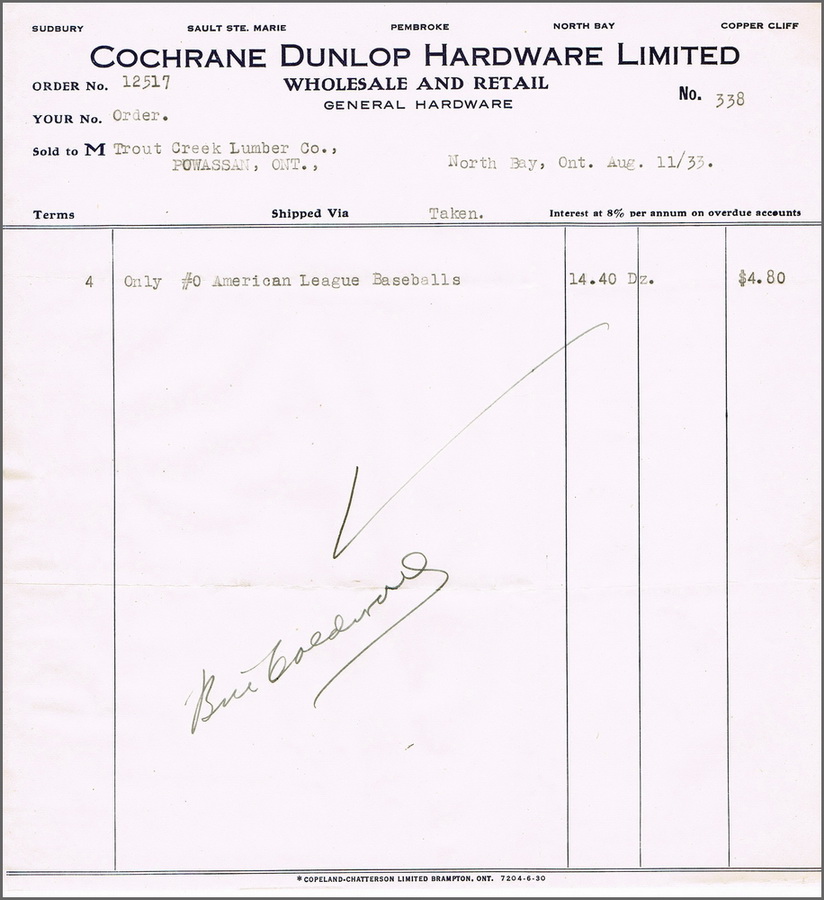 SUDBURY SAULT STE. MARIE PEMBROKE NORTH BAY COPPER CLIFF
COCHRANE DUNLOP HARDWARE LIMITED
ORDER No. 12517 WHOLESALE AND RETAIL No. 338
GENERAL HARDWARE
YOUR No. Order.
Sold to M Trout Creek Lumber Co.,
POWASSAN, ONT., North Bay, Ont. Aug. 11/33.
Terms Shipped Via Taken. Interest at 8% per annum on overdue accounts
4 Only #0 American League Baseballs 14.40 Dz. $4.80
*COPELAND-CHATTERSON LIMITED BRAMPTON, ONT. 7204-6-30